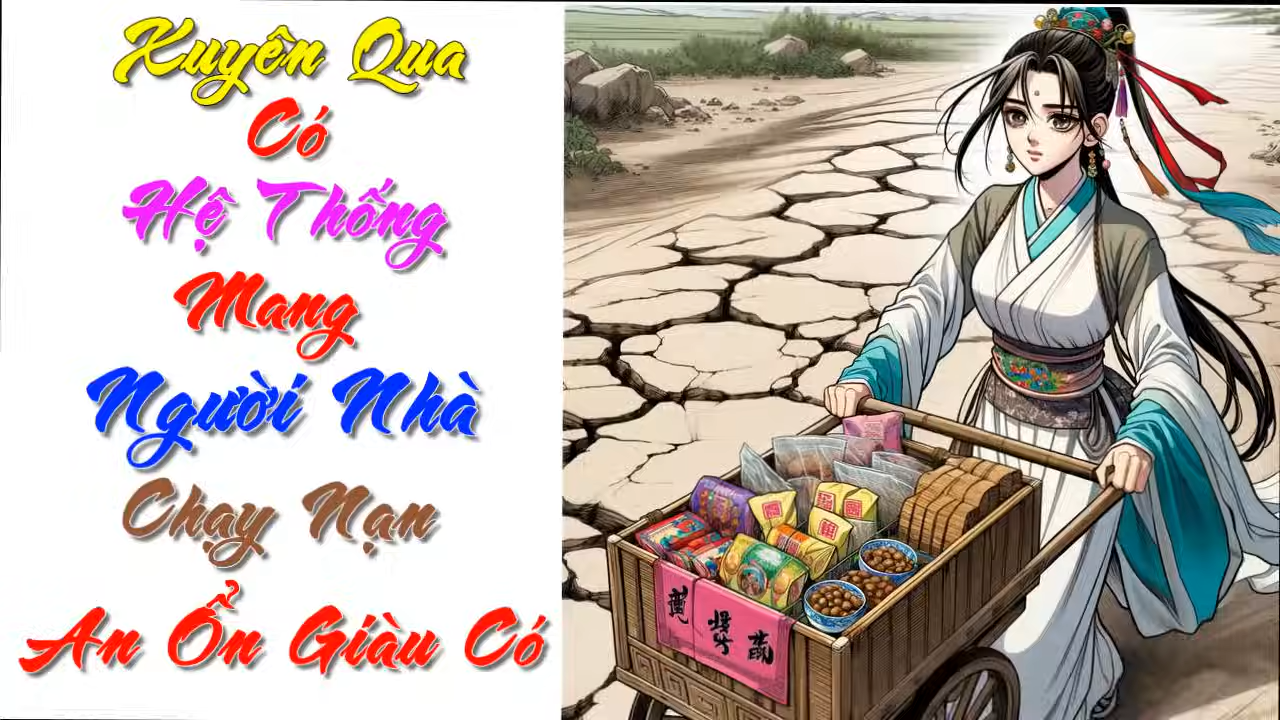 Xuyên Qua
Có
Hệ Thống
Mang
Người Nhà
Chạy Nạn
An Ổn Giàu Có